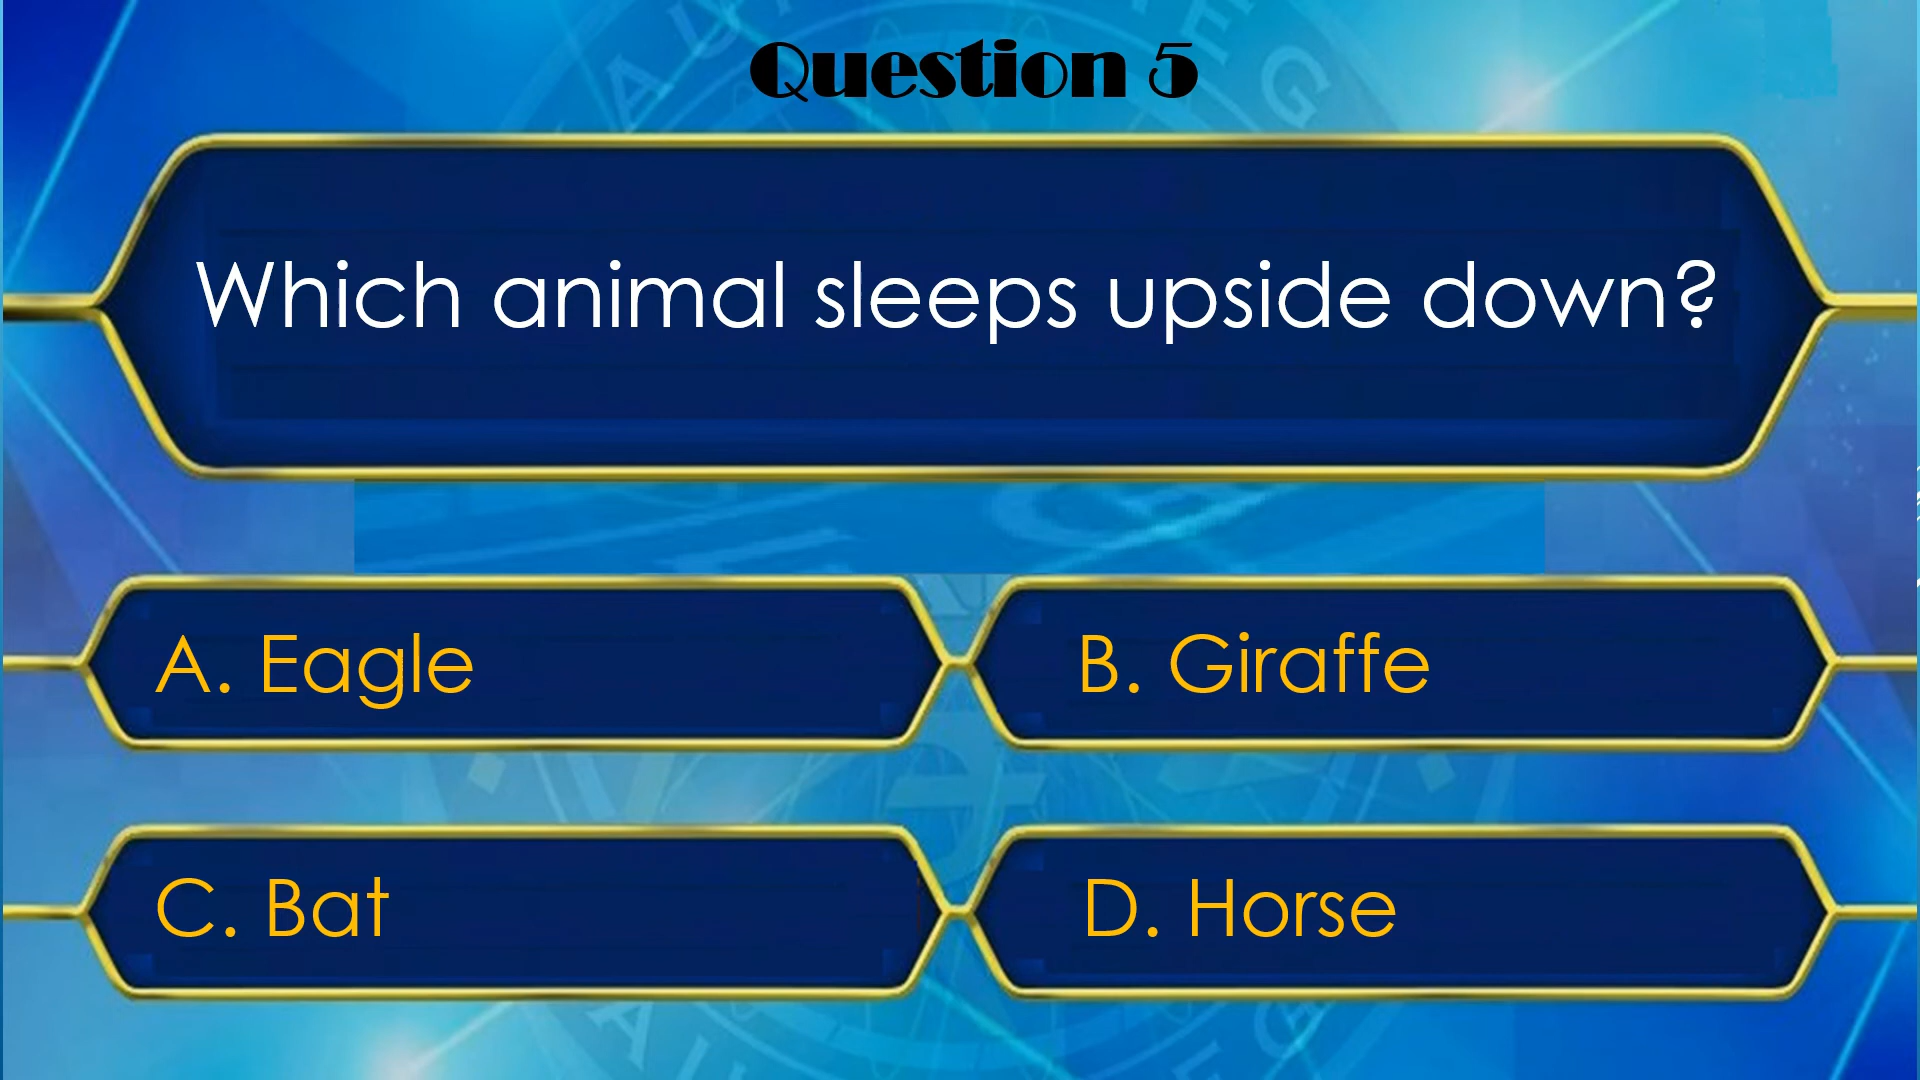 Question 5
Which animal sleeps upside down?
A. Eagle
B. Giraffe
C. Bat
D. Horse